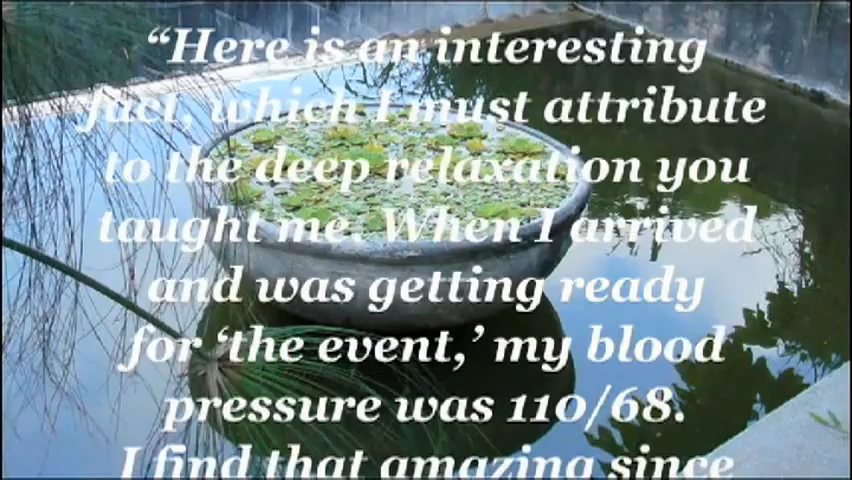 “Here is an interesting
fact, which I must attribute
to the deep relaxation you
taught me. When I arrived
and was getting ready
for ‘the event,’ my blood
pressure was 110/68.
I find that amazing since